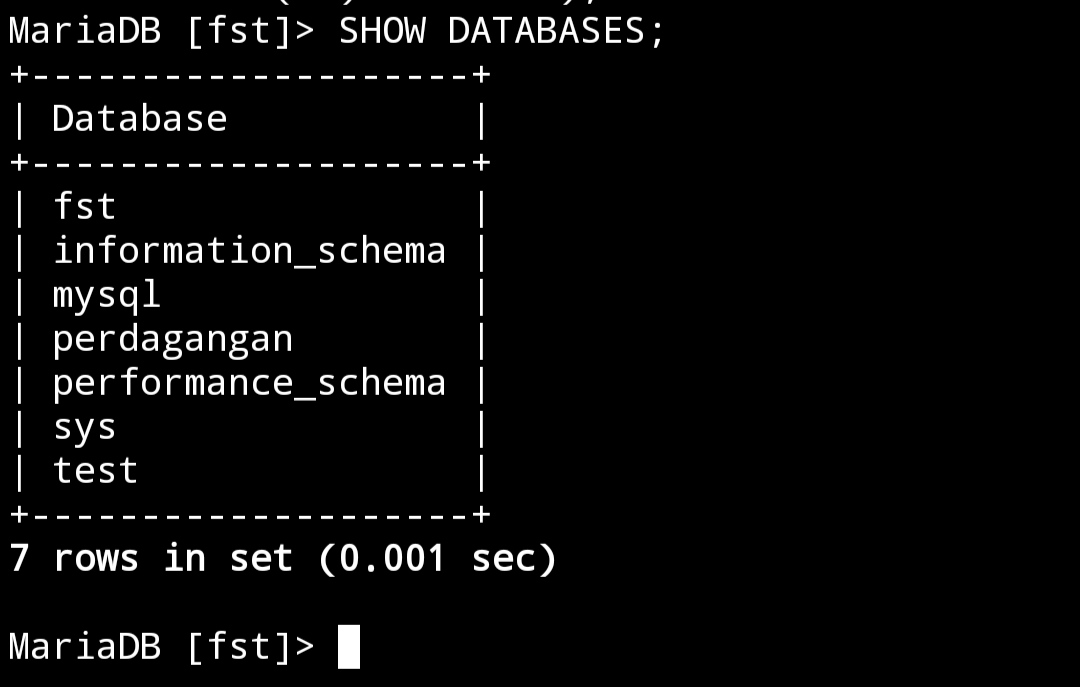 MariaDB [fst]> SHOW DATABASES;
+--------------------+
| Database           |
+--------------------+
| fst                |
| information_schema |
| mysql              |
| perdagangan        |
| performance_schema |
| sys                |
| test               |
+--------------------+
7 rows in set (0.001 sec)
MariaDB [fst]>